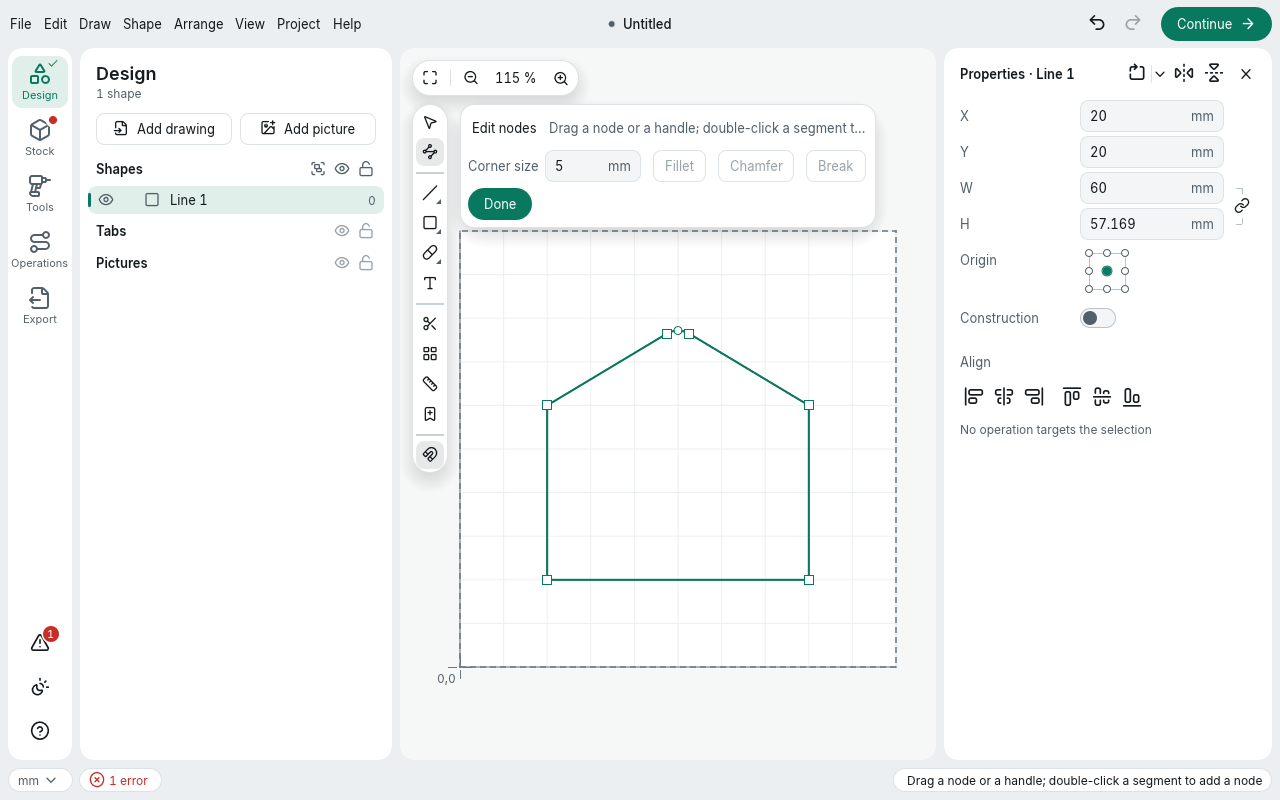 File Edit Draw Shape Arrange View Project Help
Untitled
Continue
Design
Stock
Tools
Operations
Export
1
Design
1 shape
Add drawing
Add picture
Shapes
Line 1
0
Tabs
Pictures
115 %
Edit nodes
Drag a node or a handle; double-click a segment t...
Corner size
5 mm
Fillet
Chamfer
Break
Done
0,0
Properties · Line 1
X 20 mm
Y 20 mm
W 60 mm
H 57.169 mm
Origin
Construction
Align
No operation targets the selection
mm
1 error
Drag a node or a handle; double-click a segment to add a node